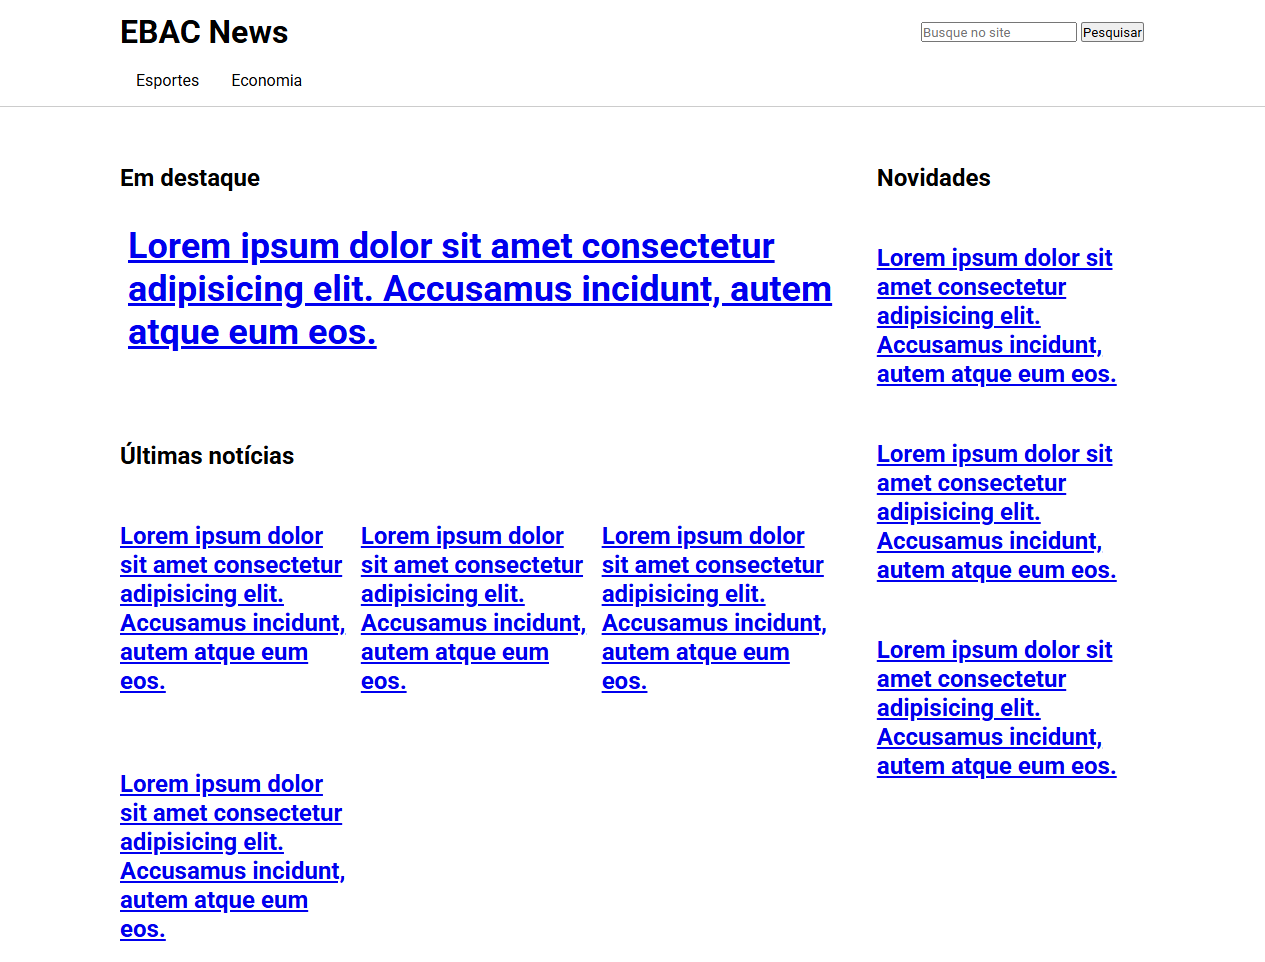 EBAC News
Busque no site
Pesquisar
Esportes
Economia
Em destaque
Lorem ipsum dolor sit amet consectetur
adipisicing elit. Accusamus incidunt, autem
atque eum eos.
Últimas notícias
Lorem ipsum dolor
sit amet consectetur
adipisicing elit.
Accusamus incidunt,
autem atque eum
eos.
Lorem ipsum dolor
sit amet consectetur
adipisicing elit.
Accusamus incidunt,
autem atque eum
eos.
Lorem ipsum dolor
sit amet consectetur
adipisicing elit.
Accusamus incidunt,
autem atque eum
eos.
Lorem ipsum dolor
sit amet consectetur
adipisicing elit.
Accusamus incidunt,
autem atque eum
eos.
Novidades
Lorem ipsum dolor sit
amet consectetur
adipisicing elit.
Accusamus incidunt,
autem atque eum eos.
Lorem ipsum dolor sit
amet consectetur
adipisicing elit.
Accusamus incidunt,
autem atque eum eos.
Lorem ipsum dolor sit
amet consectetur
adipisicing elit.
Accusamus incidunt,
autem atque eum eos.